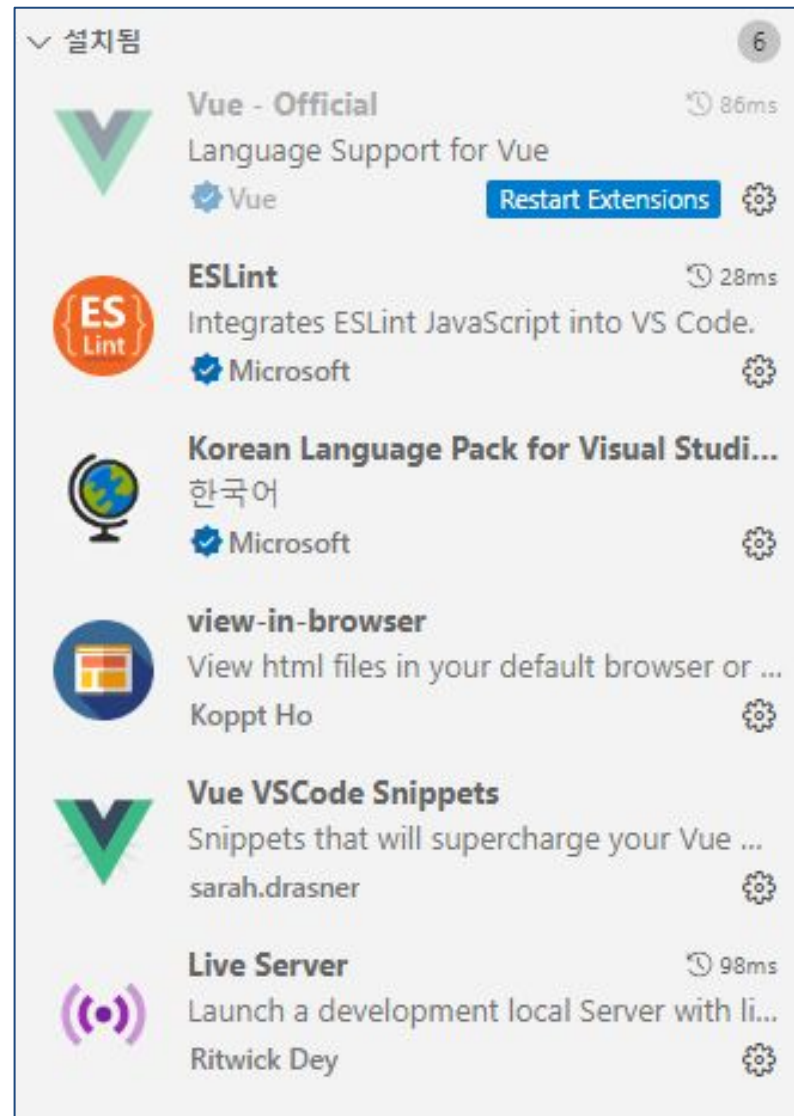 설치됨 6
Vue - Official 86ms
Language Support for Vue
Vue Restart Extensions
ESLint 28ms
ES
Lint
Integrates ESLint JavaScript into VS Code.
Microsoft
Korean Language Pack for Visual Studi...
한국어
Microsoft
view-in-browser
View html files in your default browser or ...
Koppt Ho
Vue VSCode Snippets
Snippets that will supercharge your Vue ...
sarah.drasner
Live Server 98ms
Launch a development local Server with li...
Ritwick Dey